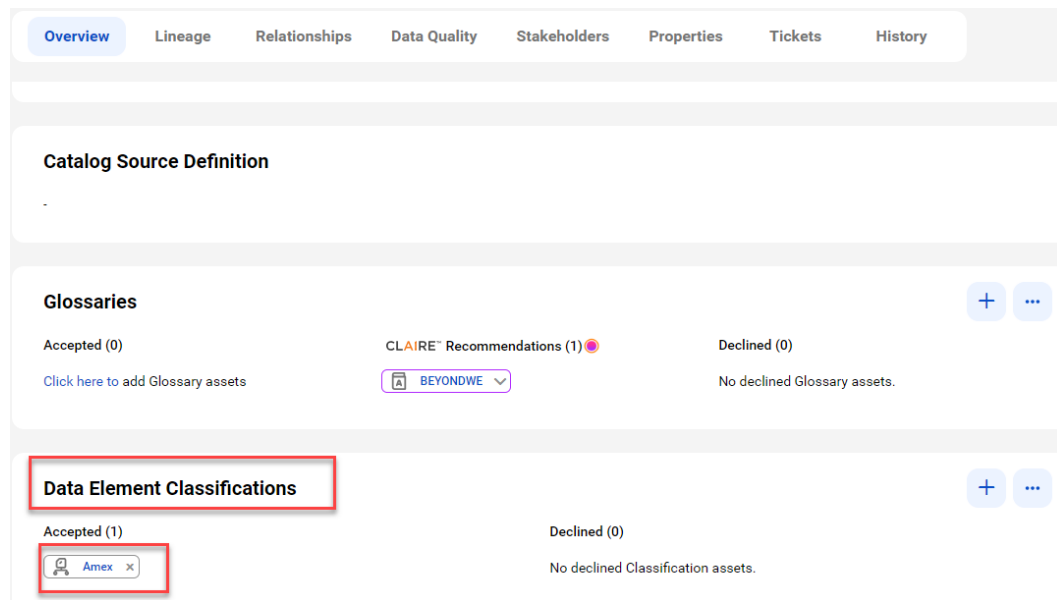 Overview Lineage Relationships Data Quality Stakeholders Properties Tickets History
Catalog Source Definition
-
Glossaries
Accepted (0) CLAIRE™ Recommendations (1) Declined (0)
Click here to add Glossary assets BEYONDWE No declined Glossary assets.
Data Element Classifications
Accepted (1) Declined (0)
Amex × No declined Classification assets.